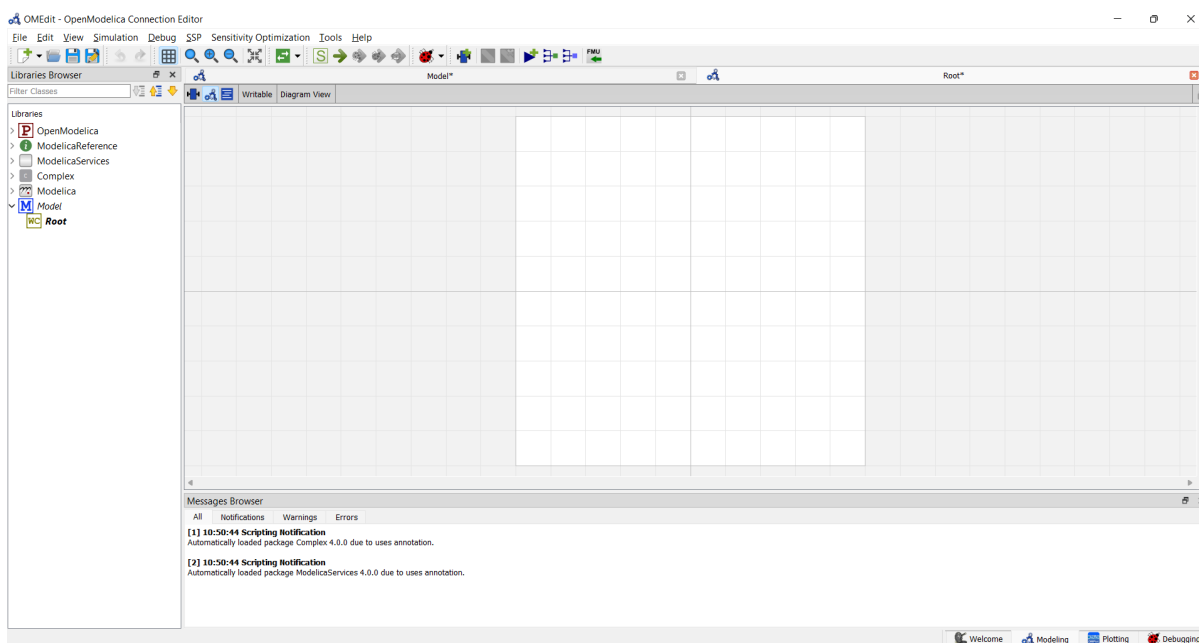 OMEdit - OpenModelica Connection Editor
File Edit View Simulation Debug SSP Sensitivity Optimization Tools Help
S FMU
Libraries Browser
Model* Root*
Filter Classes
Writable Diagram View
Libraries
P OpenModelica
i ModelicaReference
ModelicaServices
C Complex
Modelica
M Model
WC Root
Messages Browser
All Notifications Warnings Errors
[1] 10:50:44 Scripting Notification
Automatically loaded package Complex 4.0.0 due to uses annotation.
[2] 10:50:44 Scripting Notification
Automatically loaded package ModelicaServices 4.0.0 due to uses annotation.
Welcome Modeling Plotting Debugging